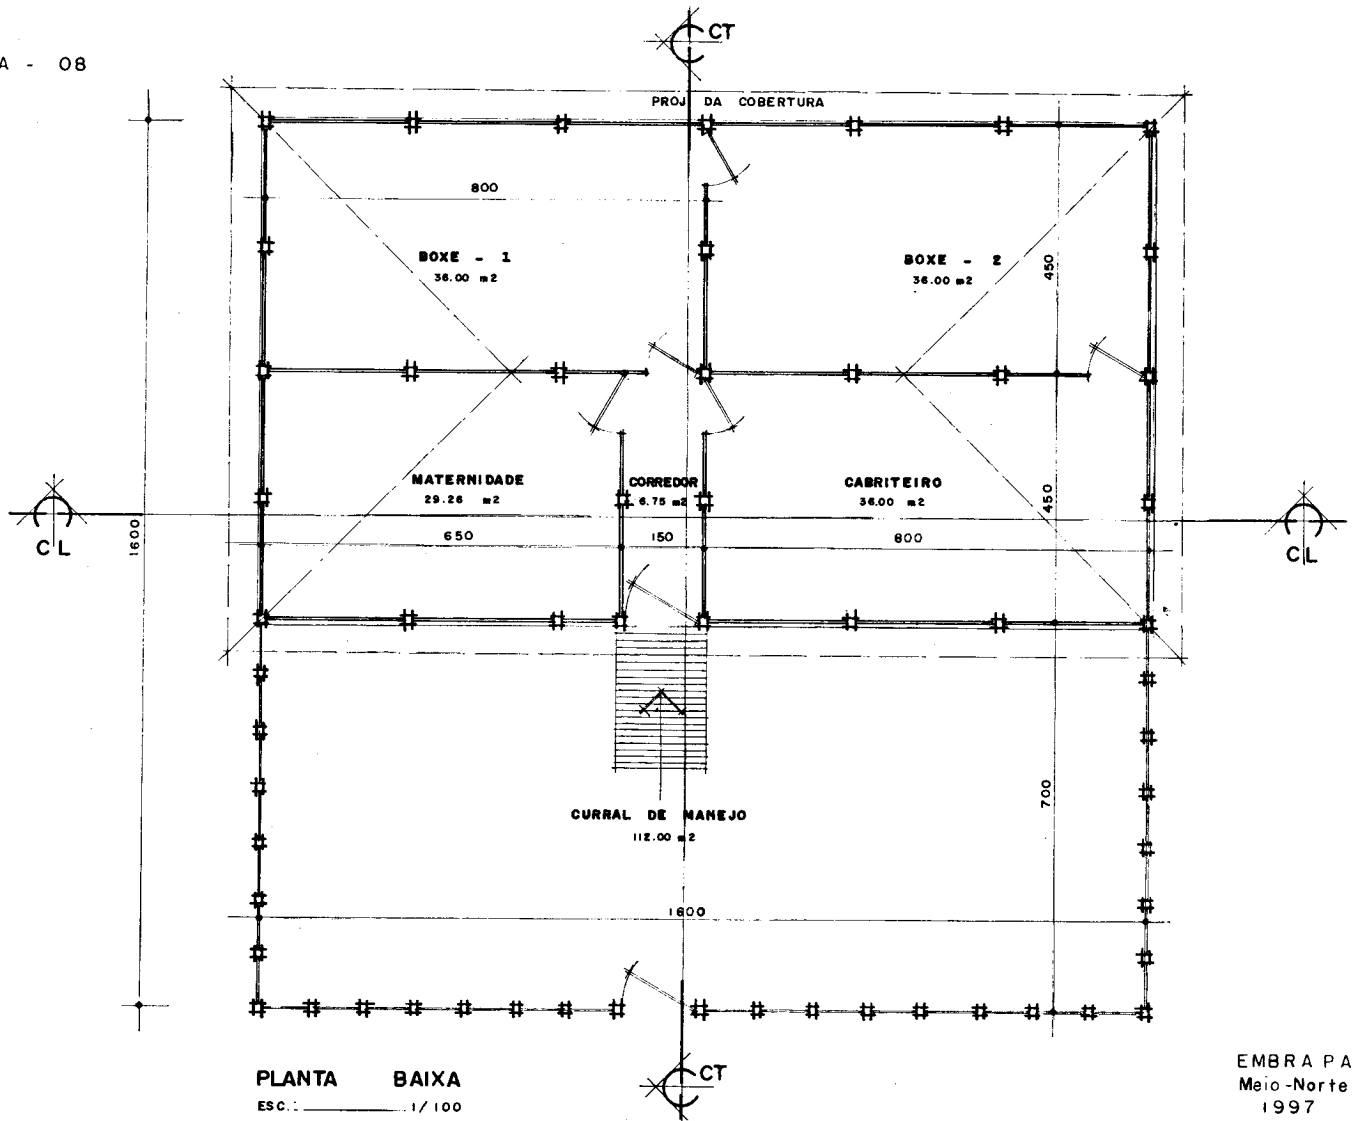 CT
A - 08
PROJ DA COBERTURA
800
BOXE - 1
36.00 m2
BOXE - 2
36.00 m2
450
MATERNIDADE
29.26 m2
CORREDOR
6.75 m2
CABRITEIRO
36.00 m2
450
CL
1600
650
150
800
CL
700
CURRAL DE MANEJO
112.00 m2
1600
PLANTA BAIXA
ESC.: 1/100
CT
EMBRAPA
Meio-Norte
1997